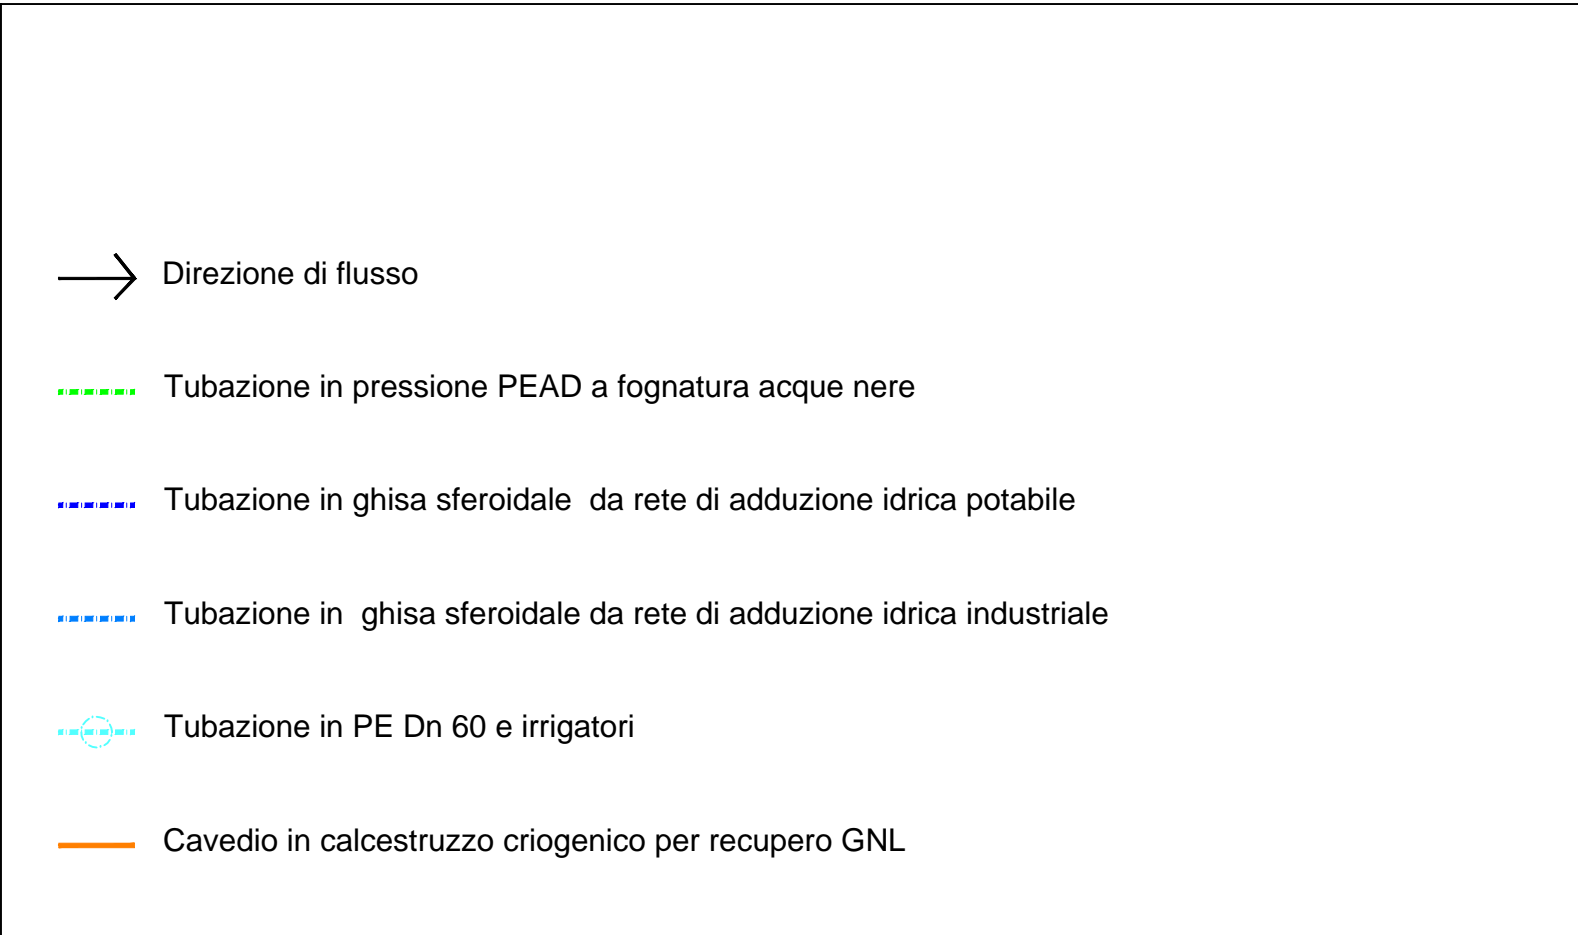 Direzione di flusso
Tubazione in pressione PEAD a fognatura acque nere
Tubazione in ghisa sferoidale  da rete di adduzione idrica potabile
Tubazione in  ghisa sferoidale da rete di adduzione idrica industriale
Tubazione in PE Dn 60 e irrigatori
Cavedio in calcestruzzo criogenico per recupero GNL